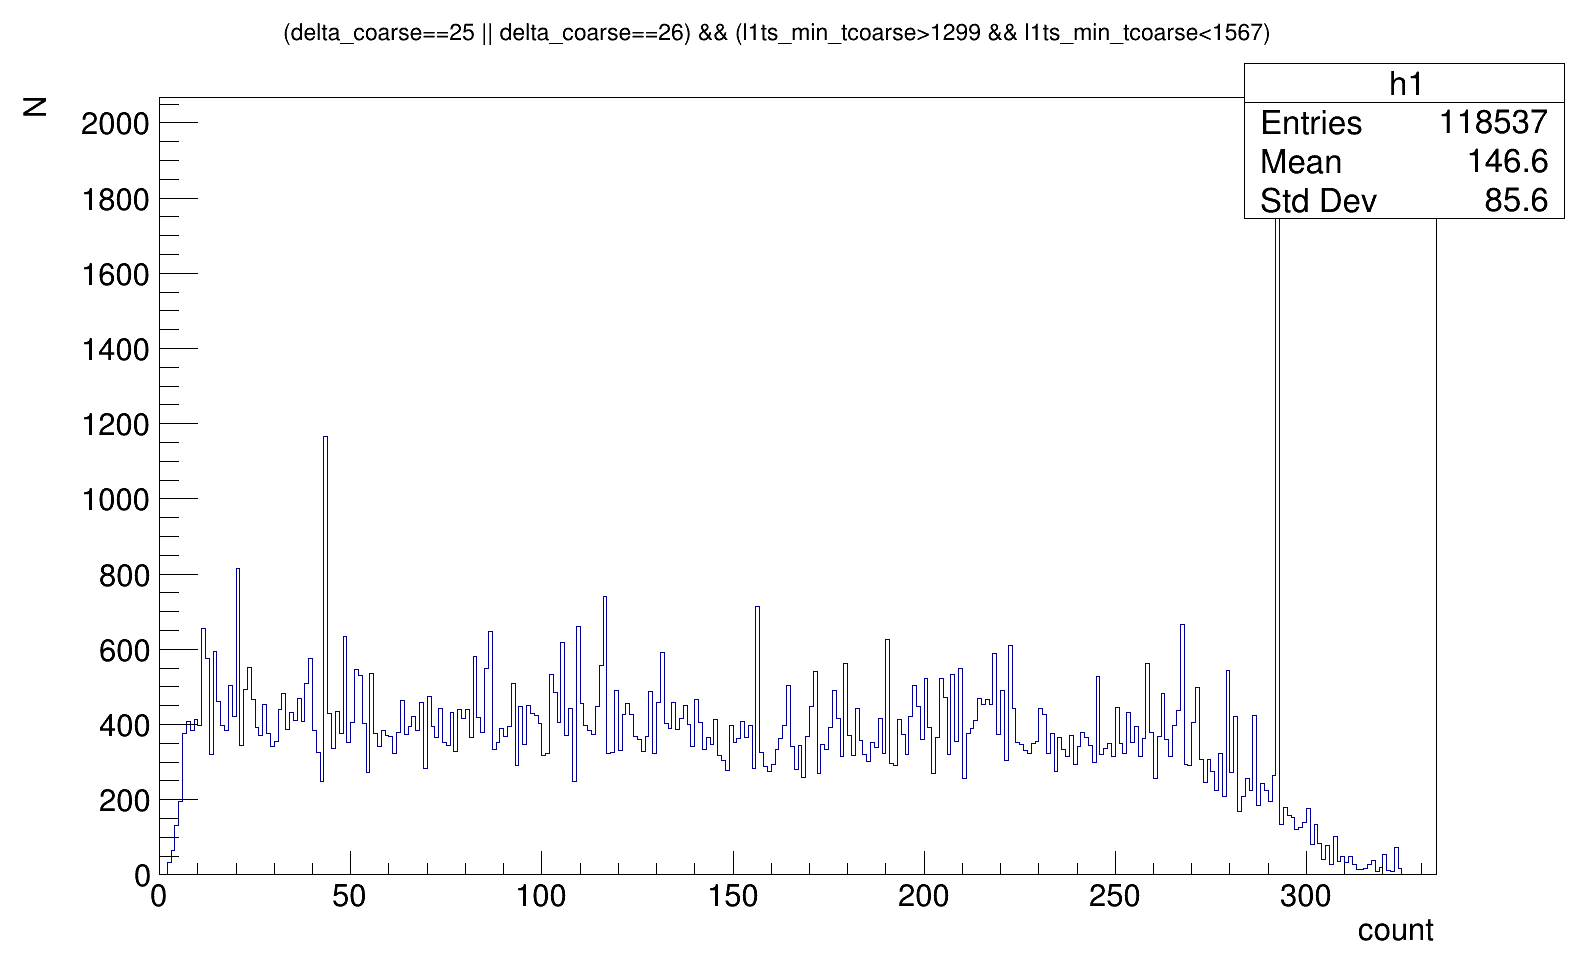 (delta_coarse==25 || delta_coarse==26) && (l1ts_min_tcoarse>1299 && l1ts_min_tcoarse<1567)
h1
Entries 118537
Mean 146.6
Std Dev 85.6
N
2000
1800
1600
1400
1200
1000
800
600
400
200
0
0 50 100 150 200 250 300
count